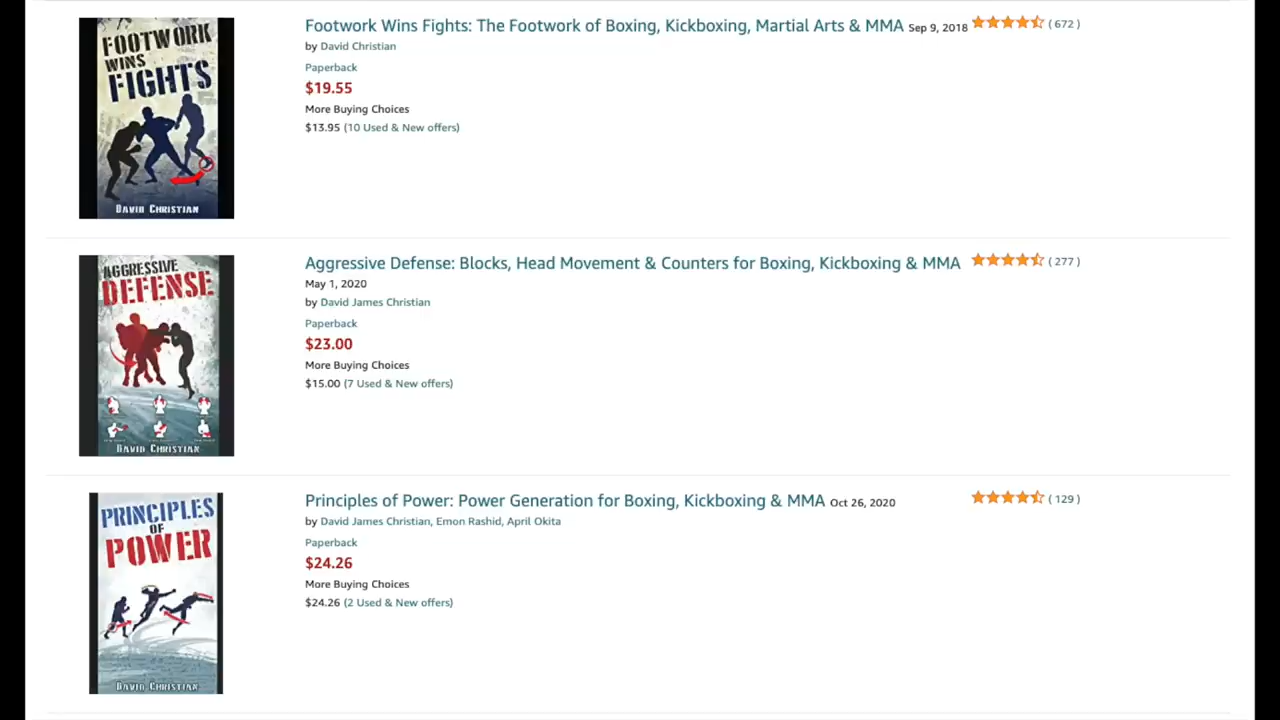 FOOTWORK
WINS
FIGHTS
DAVID CHRISTIAN
Footwork Wins Fights: The Footwork of Boxing, Kickboxing, Martial Arts & MMA Sep 9, 2018 (672)
by David Christian
Paperback
$19.55
More Buying Choices
$13.95 (10 Used & New offers)
AGGRESSIVE
DEFENSE
DAVID CHRISTIAN
Aggressive Defense: Blocks, Head Movement & Counters for Boxing, Kickboxing & MMA (277)
May 1, 2020
by David James Christian
Paperback
$23.00
More Buying Choices
$15.00 (7 Used & New offers)
PRINCIPLES
OF
POWER
DAVID CHRISTIAN
Principles of Power: Power Generation for Boxing, Kickboxing & MMA Oct 26, 2020 (129)
by David James Christian, Emon Rashid, April Okita
Paperback
$24.26
More Buying Choices
$24.26 (2 Used & New offers)